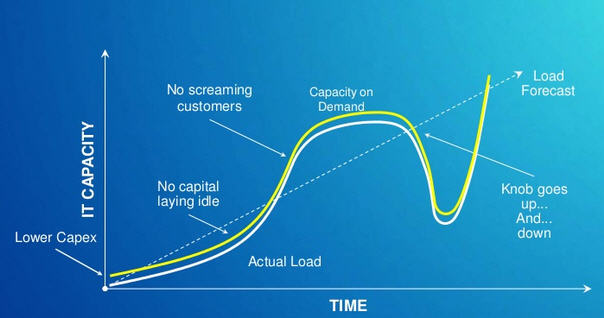 No screaming
customers
Capacity on
Demand
Load
Forecast
IT CAPACITY
No capital
laying idle
Knob goes
up...
And...
down
Lower Capex
Actual Load
TIME